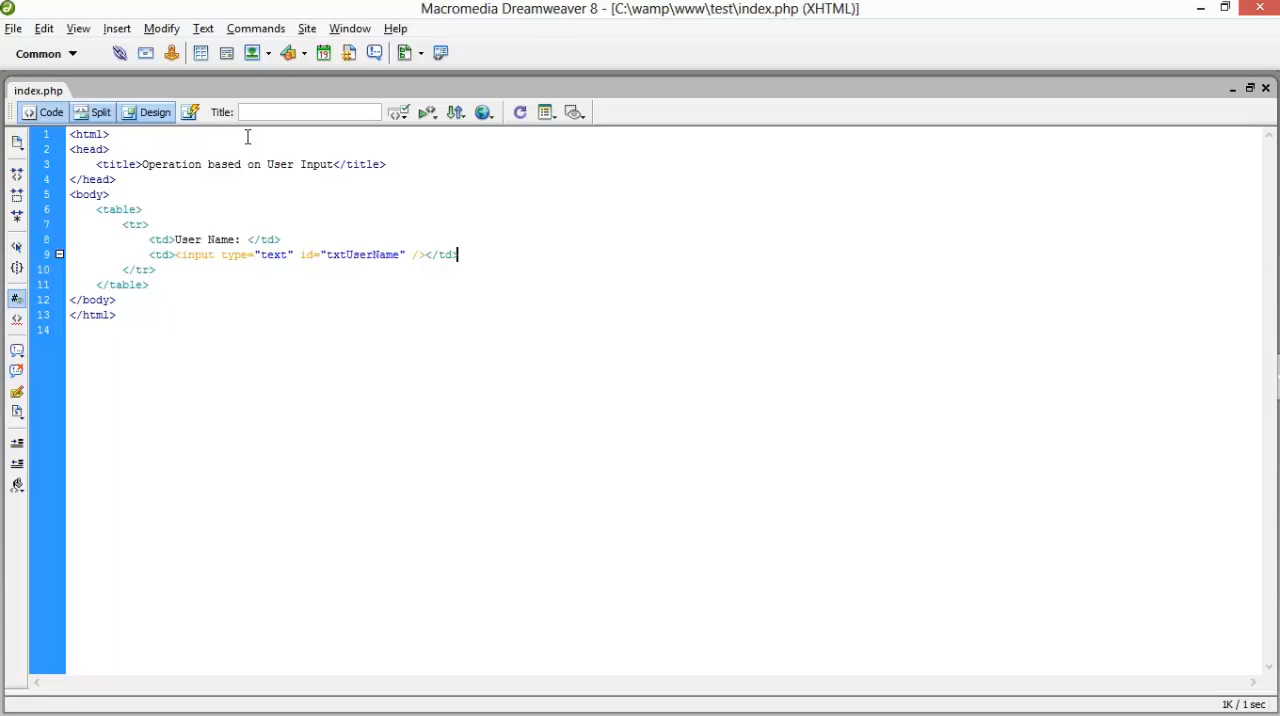 Macromedia Dreamweaver 8 - [C:\wamp\www\test\index.php (XHTML)]
File Edit View Insert Modify Text Commands Site Window Help
Common
index.php
Code Split Design Title:
1 <html>
2 <head>
3 <title>Operation based on User Input</title>
4 </head>
5 <body>
6 <table>
7 <tr>
8 <td>User Name: </td>
9 <td><input type="text" id="txtUserName" /></td>
10 </tr>
11 </table>
12 </body>
13 </html>
14
1K / 1 sec